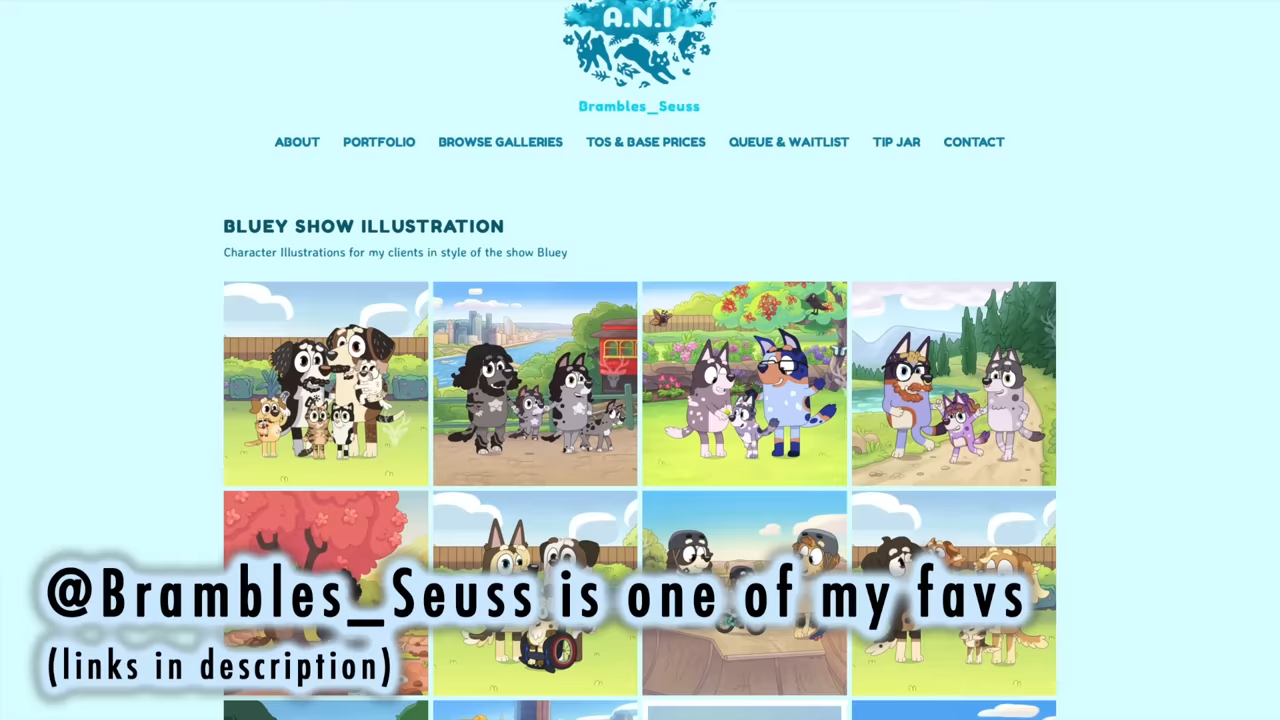 A.N.I
Brambles_Seuss
ABOUT PORTFOLIO BROWSE GALLERIES TOS & BASE PRICES QUEUE & WAITLIST TIP JAR CONTACT
BLUEY SHOW ILLUSTRATION
Character Illustrations for my clients in style of the show Bluey
@Brambles_Seuss is one of my favs
(links in description)